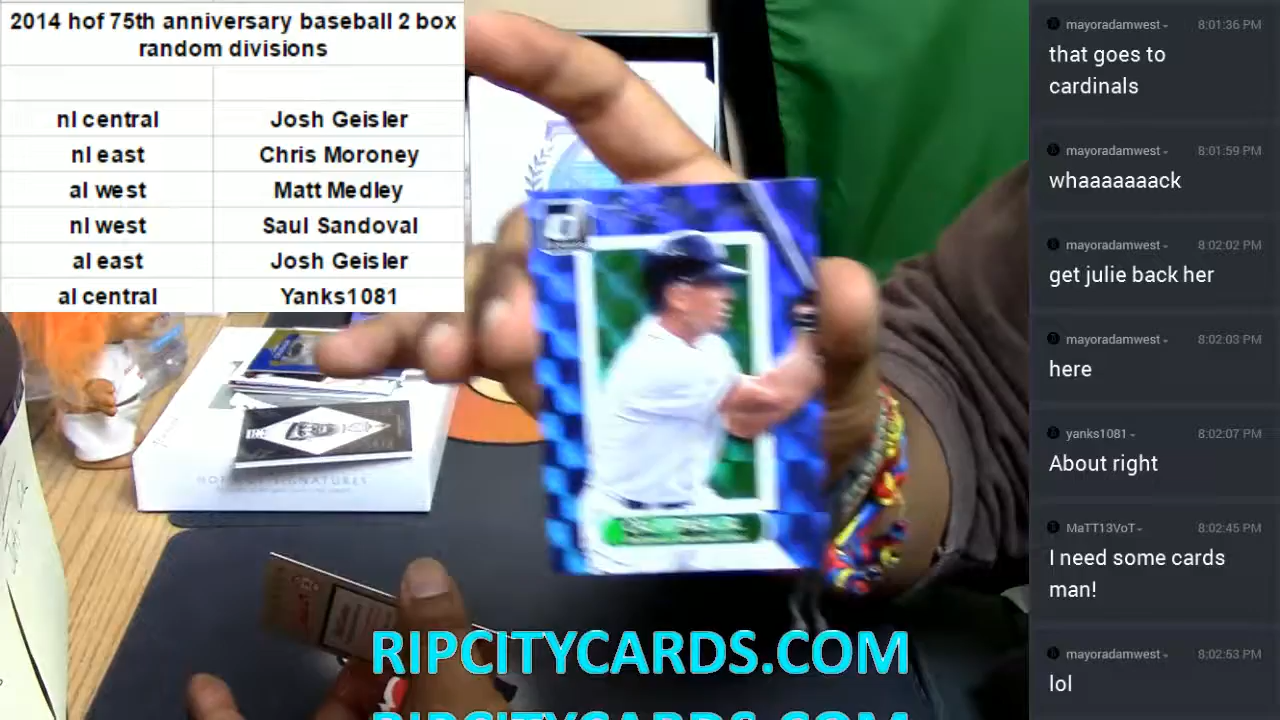 2014 hof 75th anniversary baseball 2 box
random divisions
nl central Josh Geisler
nl east Chris Moroney
al west Matt Medley
nl west Saul Sandoval
al east Josh Geisler
al central Yanks1081
RIPCITYCARDS.COM
RIPCITYCARDS.COM
mayoradamwest 8:01:36 PM
that goes to
cardinals
mayoradamwest 8:01:59 PM
whaaaaaaack
mayoradamwest 8:02:02 PM
get julie back her
mayoradamwest 8:02:03 PM
here
yanks1081 8:02:07 PM
About right
MaTT13VoT 8:02:45 PM
I need some cards
man!
mayoradamwest 8:02:53 PM
lol